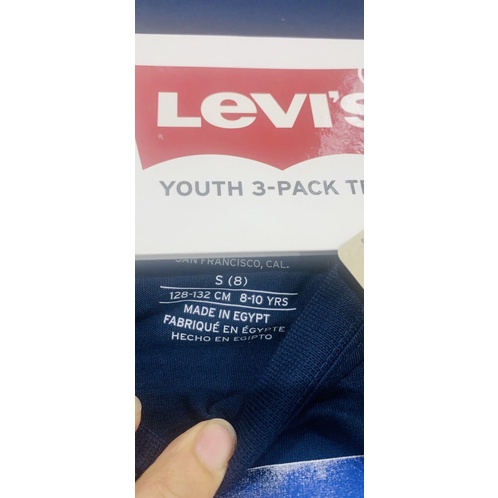 LEVI'S
YOUTH 3-PACK
SAN FRANCISCO, CAL.
S (8)
128-132 CM 8-10 YRS
MADE IN EGYPT
FABRIQUÉ EN ÉGYPTE
HECHO EN EGIPTO